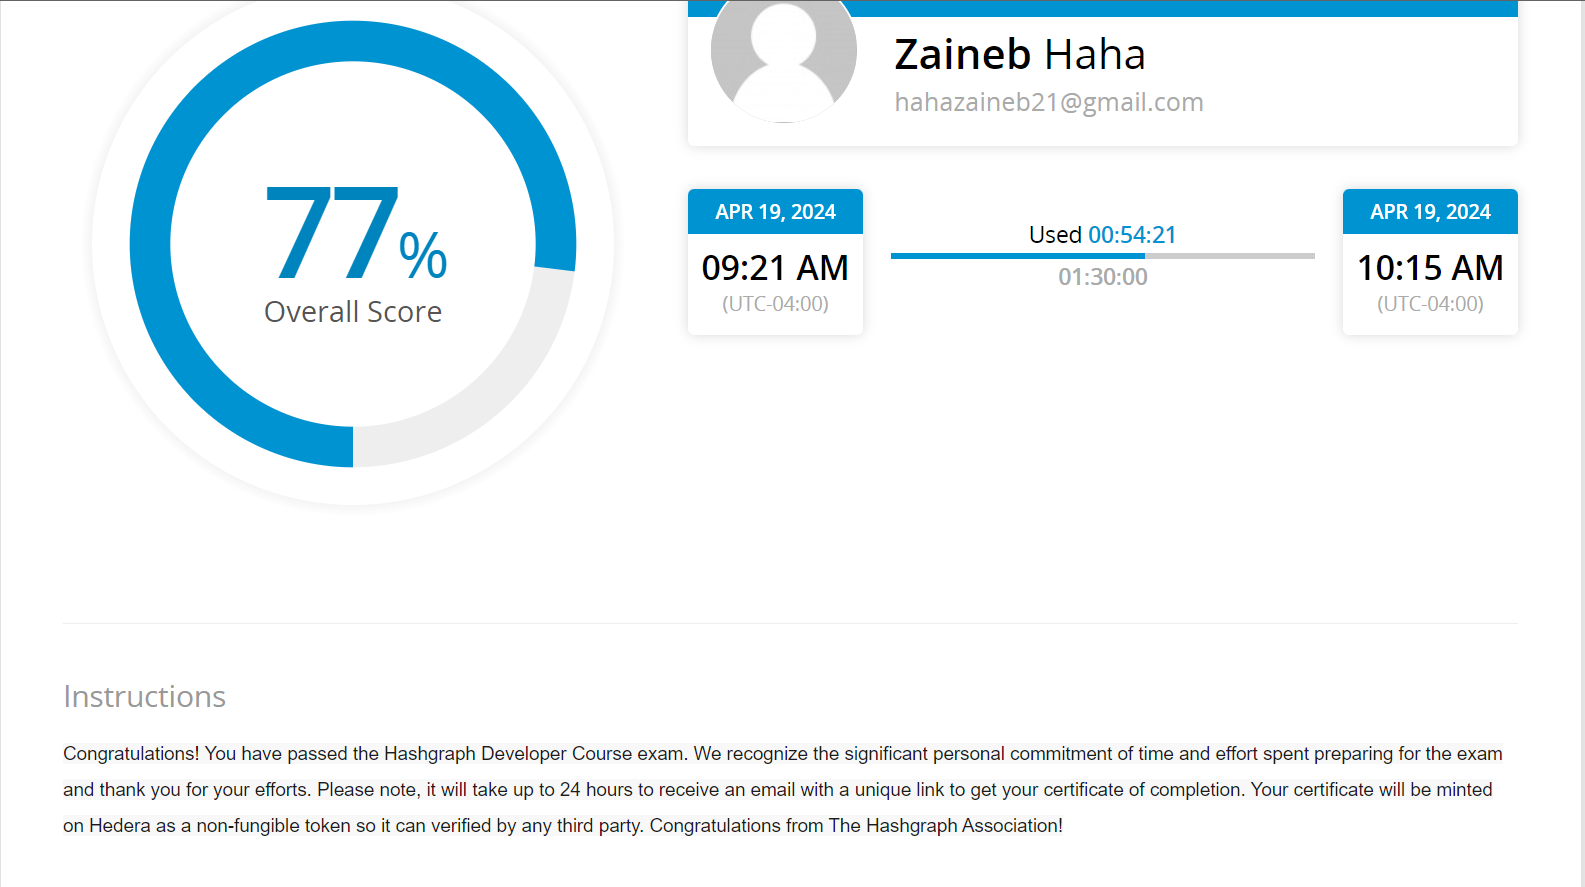 77%
Overall Score
Zaineb Haha
hahazaineb21@gmail.com
APR 19, 2024
09:21 AM
(UTC-04:00)
Used 00:54:21
01:30:00
APR 19, 2024
10:15 AM
(UTC-04:00)
Instructions
Congratulations! You have passed the Hashgraph Developer Course exam. We recognize the significant personal commitment of time and effort spent preparing for the exam
and thank you for your efforts. Please note, it will take up to 24 hours to receive an email with a unique link to get your certificate of completion. Your certificate will be minted
on Hedera as a non-fungible token so it can verified by any third party. Congratulations from The Hashgraph Association!